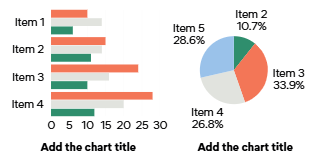 Item 1
Item 2
Item 3
Item 4
0 5 10 15 20 25 30
Add the chart title
Item 2
10.7%
Item 3
33.9%
Item 4
26.8%
Item 5
28.6%
Add the chart title